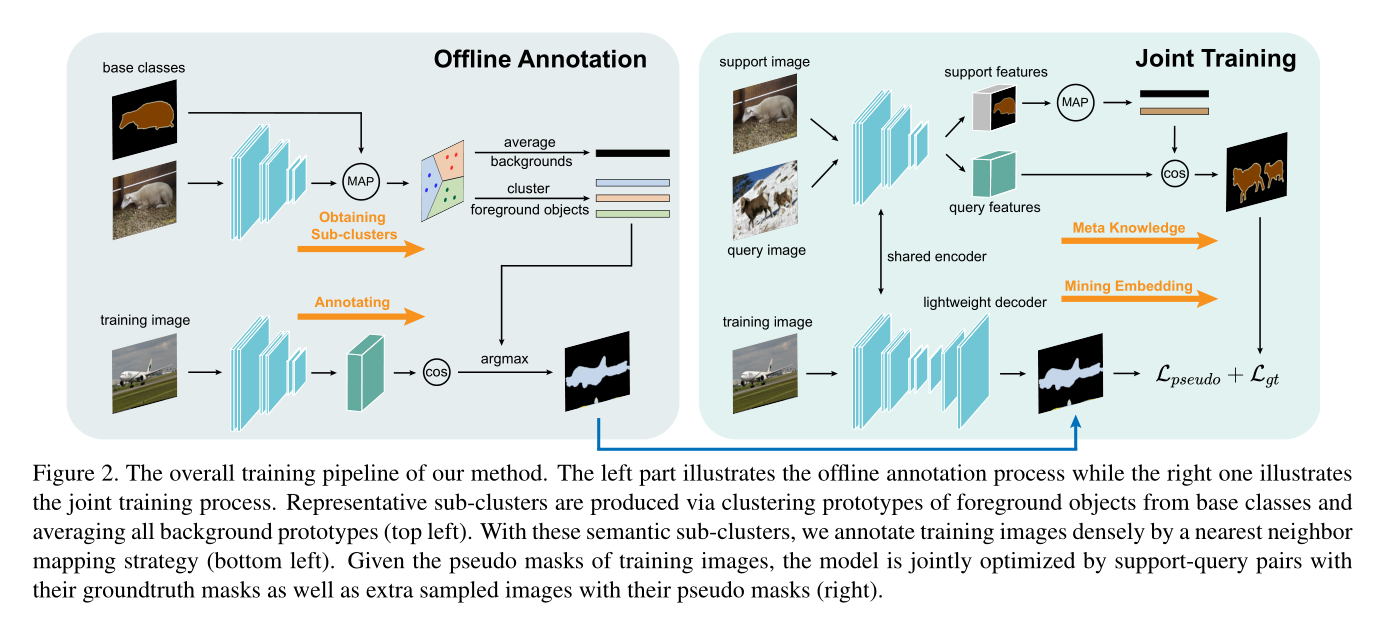 Offline Annotation
base classes
MAP
average
backgrounds
cluster
foreground objects
Obtaining
Sub-clusters
Annotating
training image
cos
argmax
Joint Training
support image
support features
MAP
cos
query features
query image
Meta Knowledge
shared encoder
Mining Embedding
lightweight decoder
training image
ℒpseudo + ℒgt
Figure 2. The overall training pipeline of our method. The left part illustrates the offline annotation process while the right one illustrates
the joint training process. Representative sub-clusters are produced via clustering prototypes of foreground objects from base classes and
averaging all background prototypes (top left). With these semantic sub-clusters, we annotate training images densely by a nearest neighbor
mapping strategy (bottom left). Given the pseudo masks of training images, the model is jointly optimized by support-query pairs with
their groundtruth masks as well as extra sampled images with their pseudo masks (right).